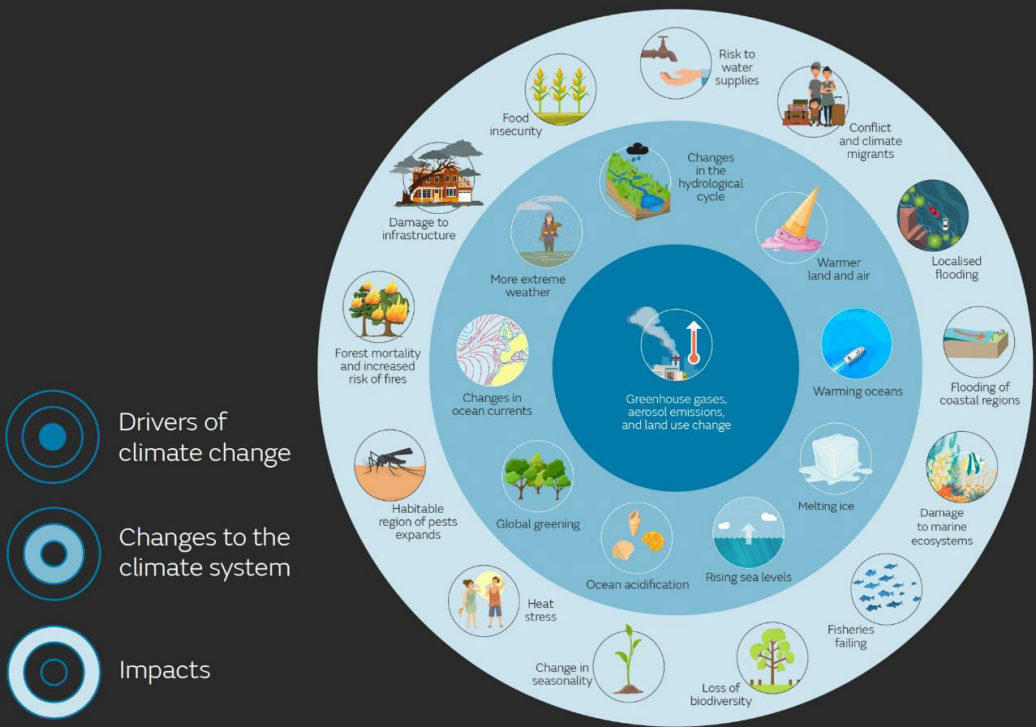 Risk to
water
supplies
Conflict
and climate
migrants
Localised
flooding
Flooding of
coastal regions
Damage
to marine
ecosystems
Fisheries
failing
Loss of
biodiversity
Change in
seasonality
Heat
stress
Habitable
region of pests
expands
Forest mortality
and increased
risk of fires
Damage to
infrastructure
Food
insecurity
Changes
in the
hydrological
cycle
Warmer
land and air
Warming oceans
Melting ice
Rising sea levels
Ocean acidification
Global greening
Changes in
ocean currents
More extreme
weather
Greenhouse gases,
aerosol emissions,
and land use change
Drivers of
climate change
Changes to the
climate system
Impacts